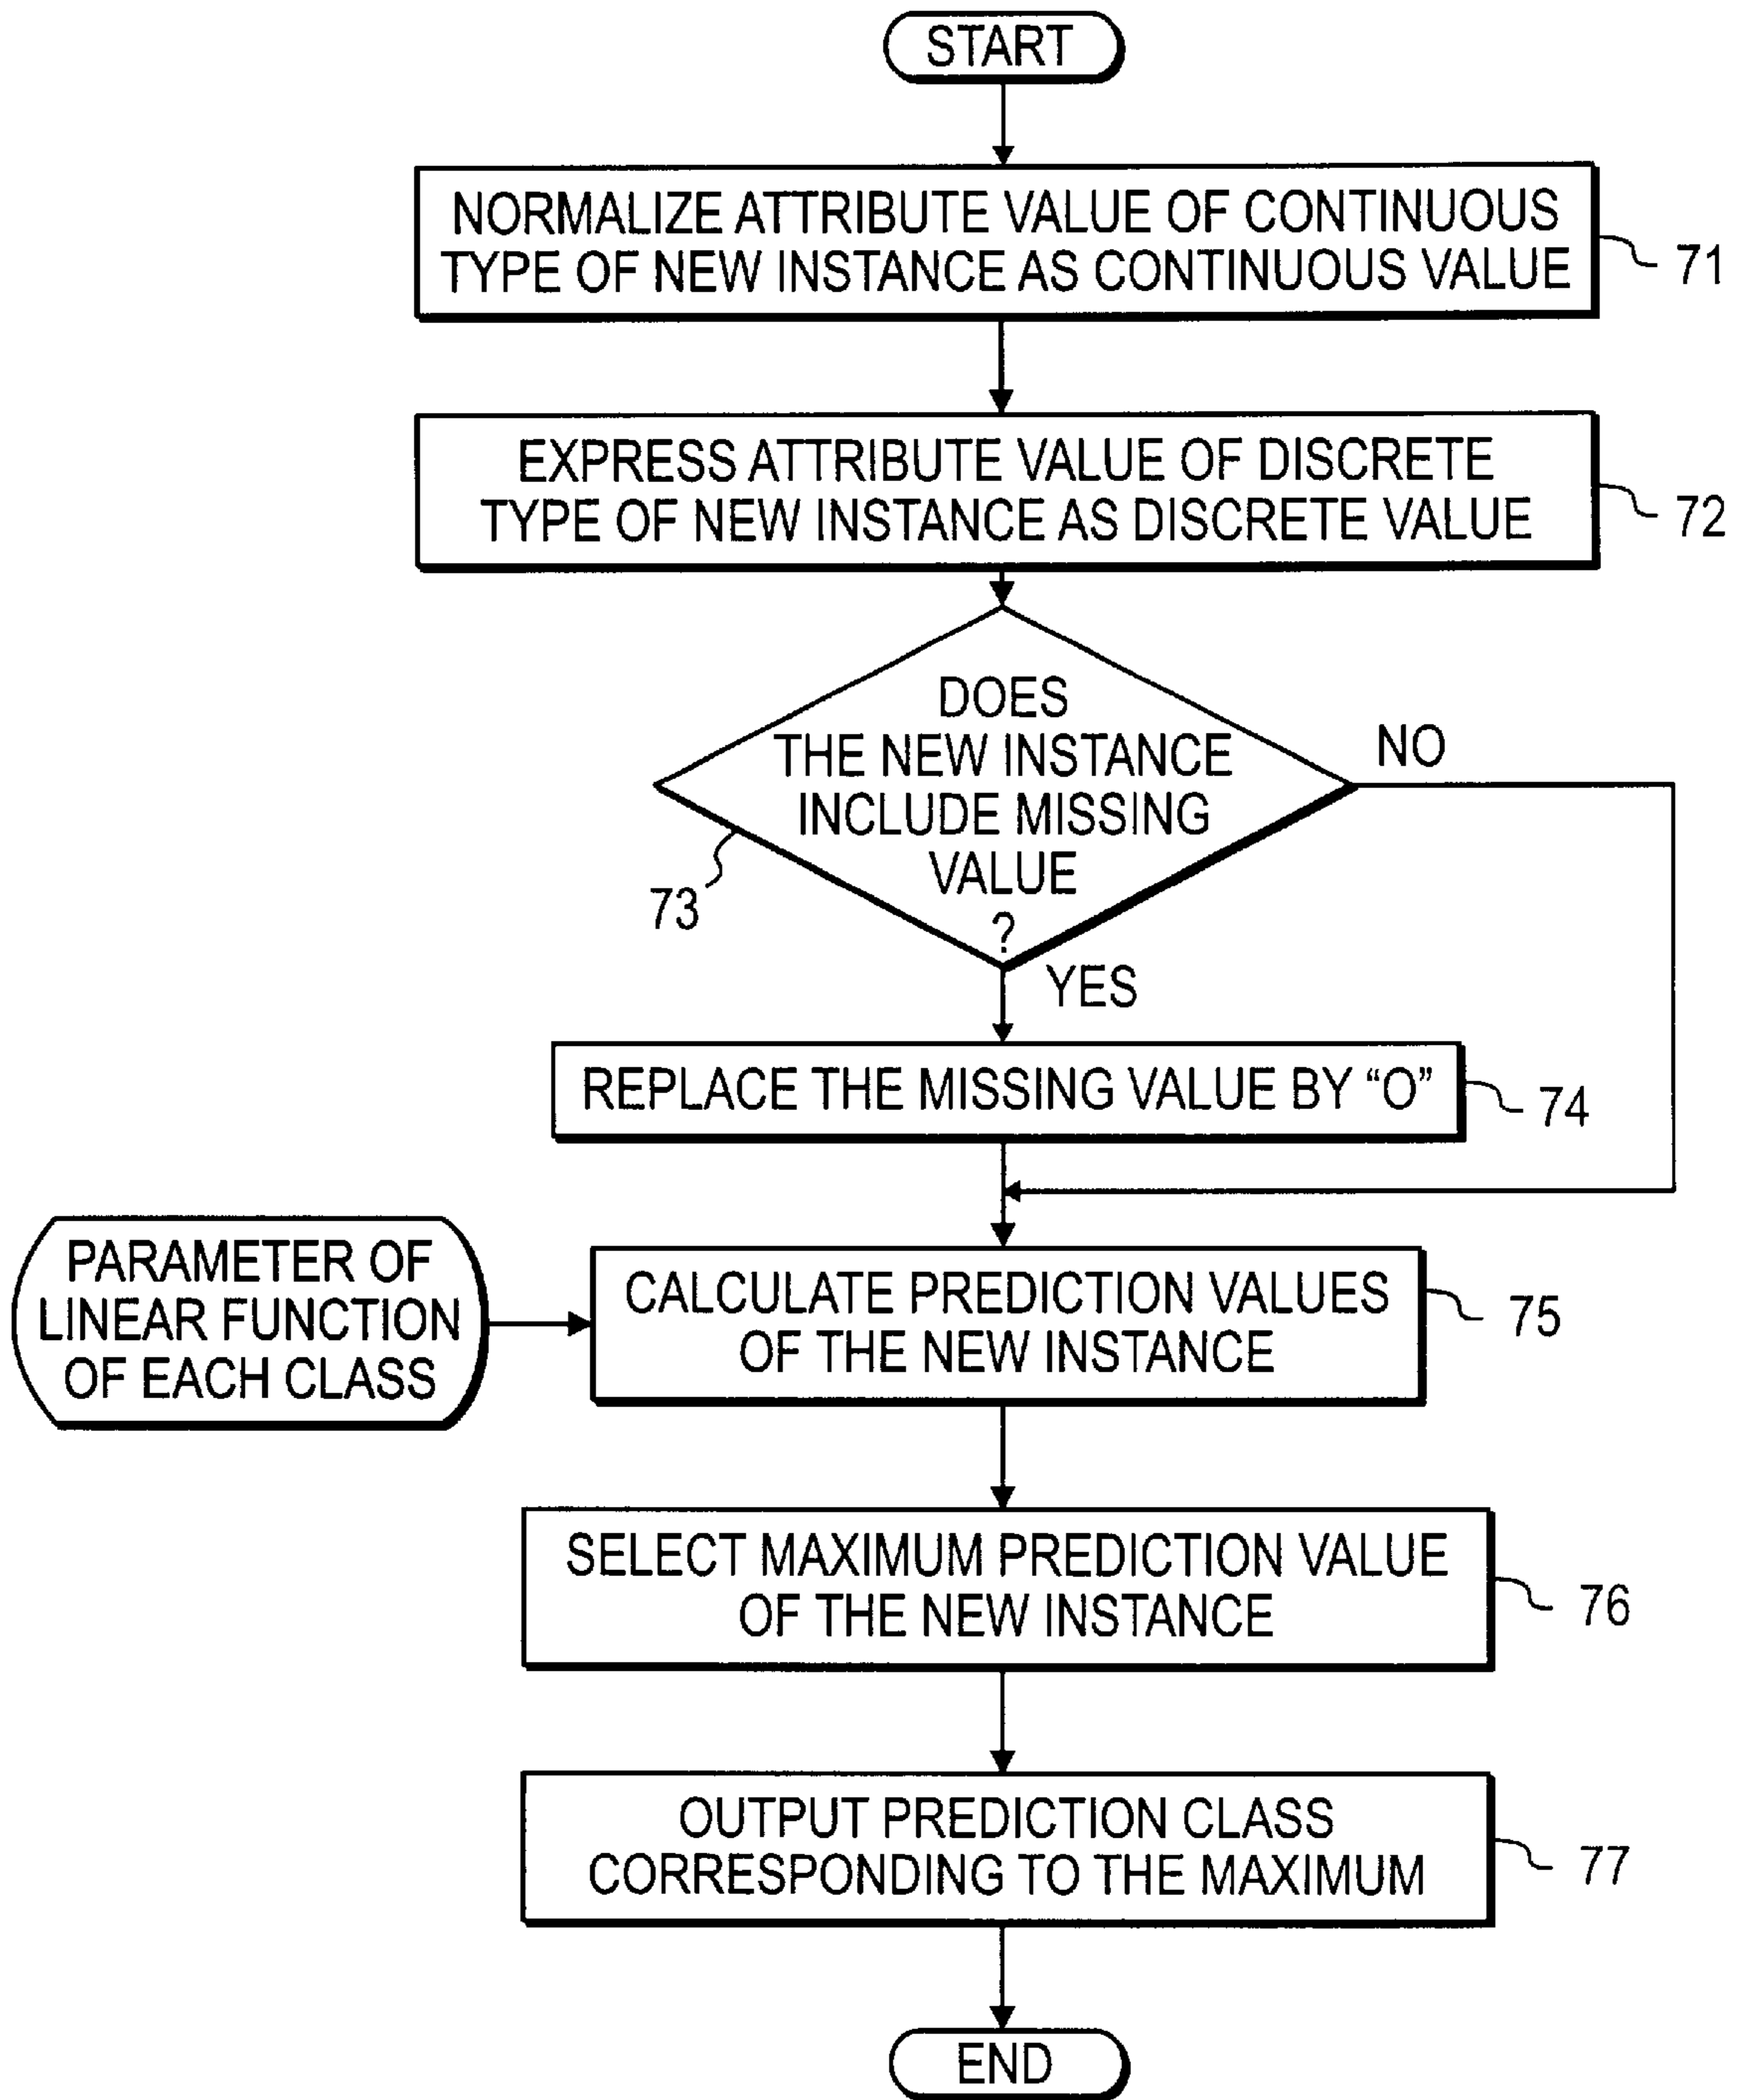 START
NORMALIZE ATTRIBUTE VALUE OF CONTINUOUS
TYPE OF NEW INSTANCE AS CONTINUOUS VALUE
71
EXPRESS ATTRIBUTE VALUE OF DISCRETE
TYPE OF NEW INSTANCE AS DISCRETE VALUE
72
DOES
THE NEW INSTANCE
INCLUDE MISSING
VALUE
?
NO
73
YES
REPLACE THE MISSING VALUE BY “O”
74
PARAMETER OF
LINEAR FUNCTION
OF EACH CLASS
CALCULATE PREDICTION VALUES
OF THE NEW INSTANCE
75
SELECT MAXIMUM PREDICTION VALUE
OF THE NEW INSTANCE
76
OUTPUT PREDICTION CLASS
CORRESPONDING TO THE MAXIMUM
77
END